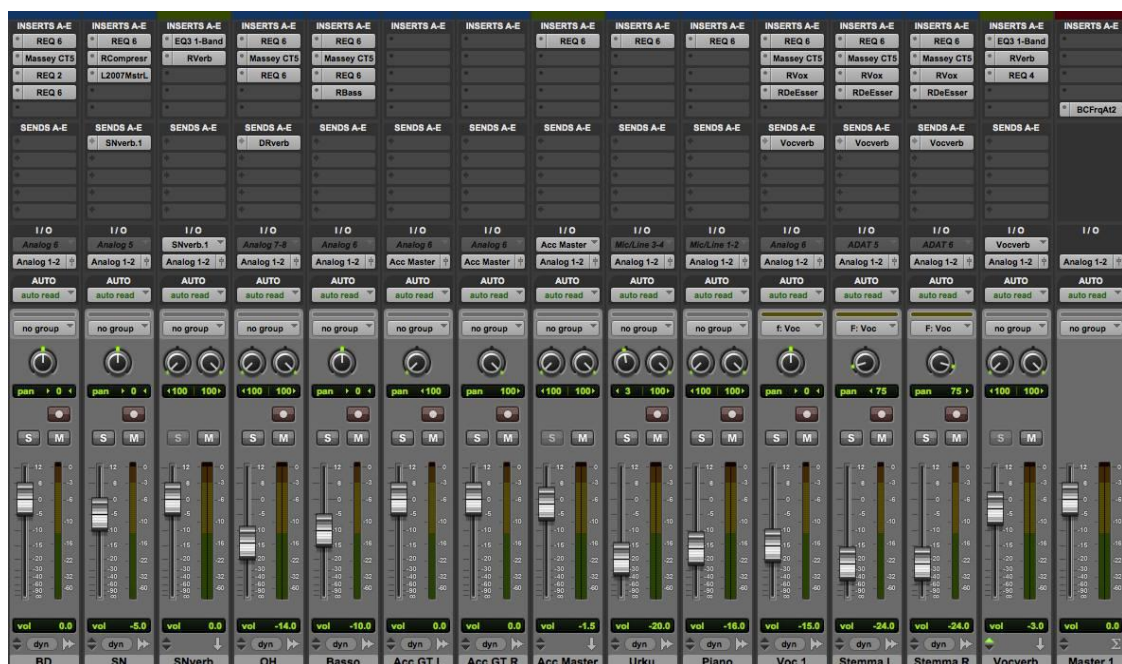 INSERTS A-E INSERTS A-E INSERTS A-E INSERTS A-E INSERTS A-E INSERTS A-E INSERTS A-E INSERTS A-E INSERTS A-E INSERTS A-E INSERTS A-E INSERTS A-E INSERTS A-E INSERTS A-E INSERTS A-E
REQ 6 REQ 6 EQ3 1-Band REQ 6 REQ 6 REQ 6 REQ 6 REQ 6 REQ 6 REQ 6 REQ 6 EQ3 1-Band
Massey CT5 RCompresr RVerb Massey CT5 Massey CT5 Massey CT5 Massey CT5 Massey CT5 RVerb
REQ 2 L2007MstrL REQ 6 REQ 6 RVox RVox RVox REQ 4
REQ 6 RBass RDeEsser RDeEsser RDeEsser
BCFrqAt2
SENDS A-E SENDS A-E SENDS A-E SENDS A-E SENDS A-E SENDS A-E SENDS A-E SENDS A-E SENDS A-E SENDS A-E SENDS A-E SENDS A-E SENDS A-E SENDS A-E
SNverb.1 DRverb Vocverb Vocverb Vocverb
I/O I/O I/O I/O I/O I/O I/O I/O I/O I/O I/O I/O I/O I/O I/O
Analog 6 Analog 5 SNverb.1 Analog 7-8 Analog 6 Analog 6 Analog 6 Acc Master Mic/Line 3-4 Mic/Line 1-2 Analog 6 ADAT 5 ADAT 6 Vocverb
Analog 1-2 Analog 1-2 Analog 1-2 Analog 1-2 Analog 1-2 Acc Master Acc Master Analog 1-2 Analog 1-2 Analog 1-2 Analog 1-2 Analog 1-2 Analog 1-2 Analog 1-2 Analog 1-2
AUTO AUTO AUTO AUTO AUTO AUTO AUTO AUTO AUTO AUTO AUTO AUTO AUTO AUTO AUTO
auto read auto read auto read auto read auto read auto read auto read auto read auto read auto read auto read auto read auto read auto read auto read
no group no group no group no group no group no group no group no group no group no group f: Voc F: Voc F: Voc no group no group
pan 0 pan 0 100 100 100 100 pan 0 pan 100 pan 100 100 100 3 100 100 100 pan 0 pan 75 pan 75 100 100
S M S M S M S M S M S M S M S M S M S M S M S M S M S M
vol 0.0 vol -5.0 vol 0.0 vol -14.0 vol -10.0 vol 0.0 vol 0.0 vol -1.5 vol -20.0 vol -16.0 vol -15.0 vol -24.0 vol -24.0 vol -3.0 vol 0.0
dyn dyn dyn dyn dyn dyn dyn dyn dyn dyn dyn Σ
BD SN SNverb OH Basso Acc GT L Acc GT R Acc Master Urku Piano Voc 1 Stemma L Stemma R Vocverb Master 1